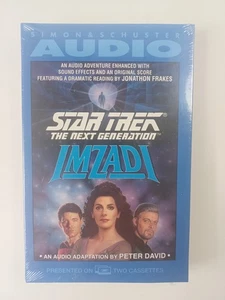 SIMON & SCHUSTER
AUDIO
AN AUDIO ADVENTURE ENHANCED WITH
SOUND EFFECTS AND AN ORIGINAL SCORE
FEATURING A DRAMATIC READING BY JONATHON FRAKES
STAR TREK
THE NEXT GENERATION
IMZADI
• AN AUDIO ADAPTATION BY PETER DAVID •
PRESENTED ON TWO CASSETTES